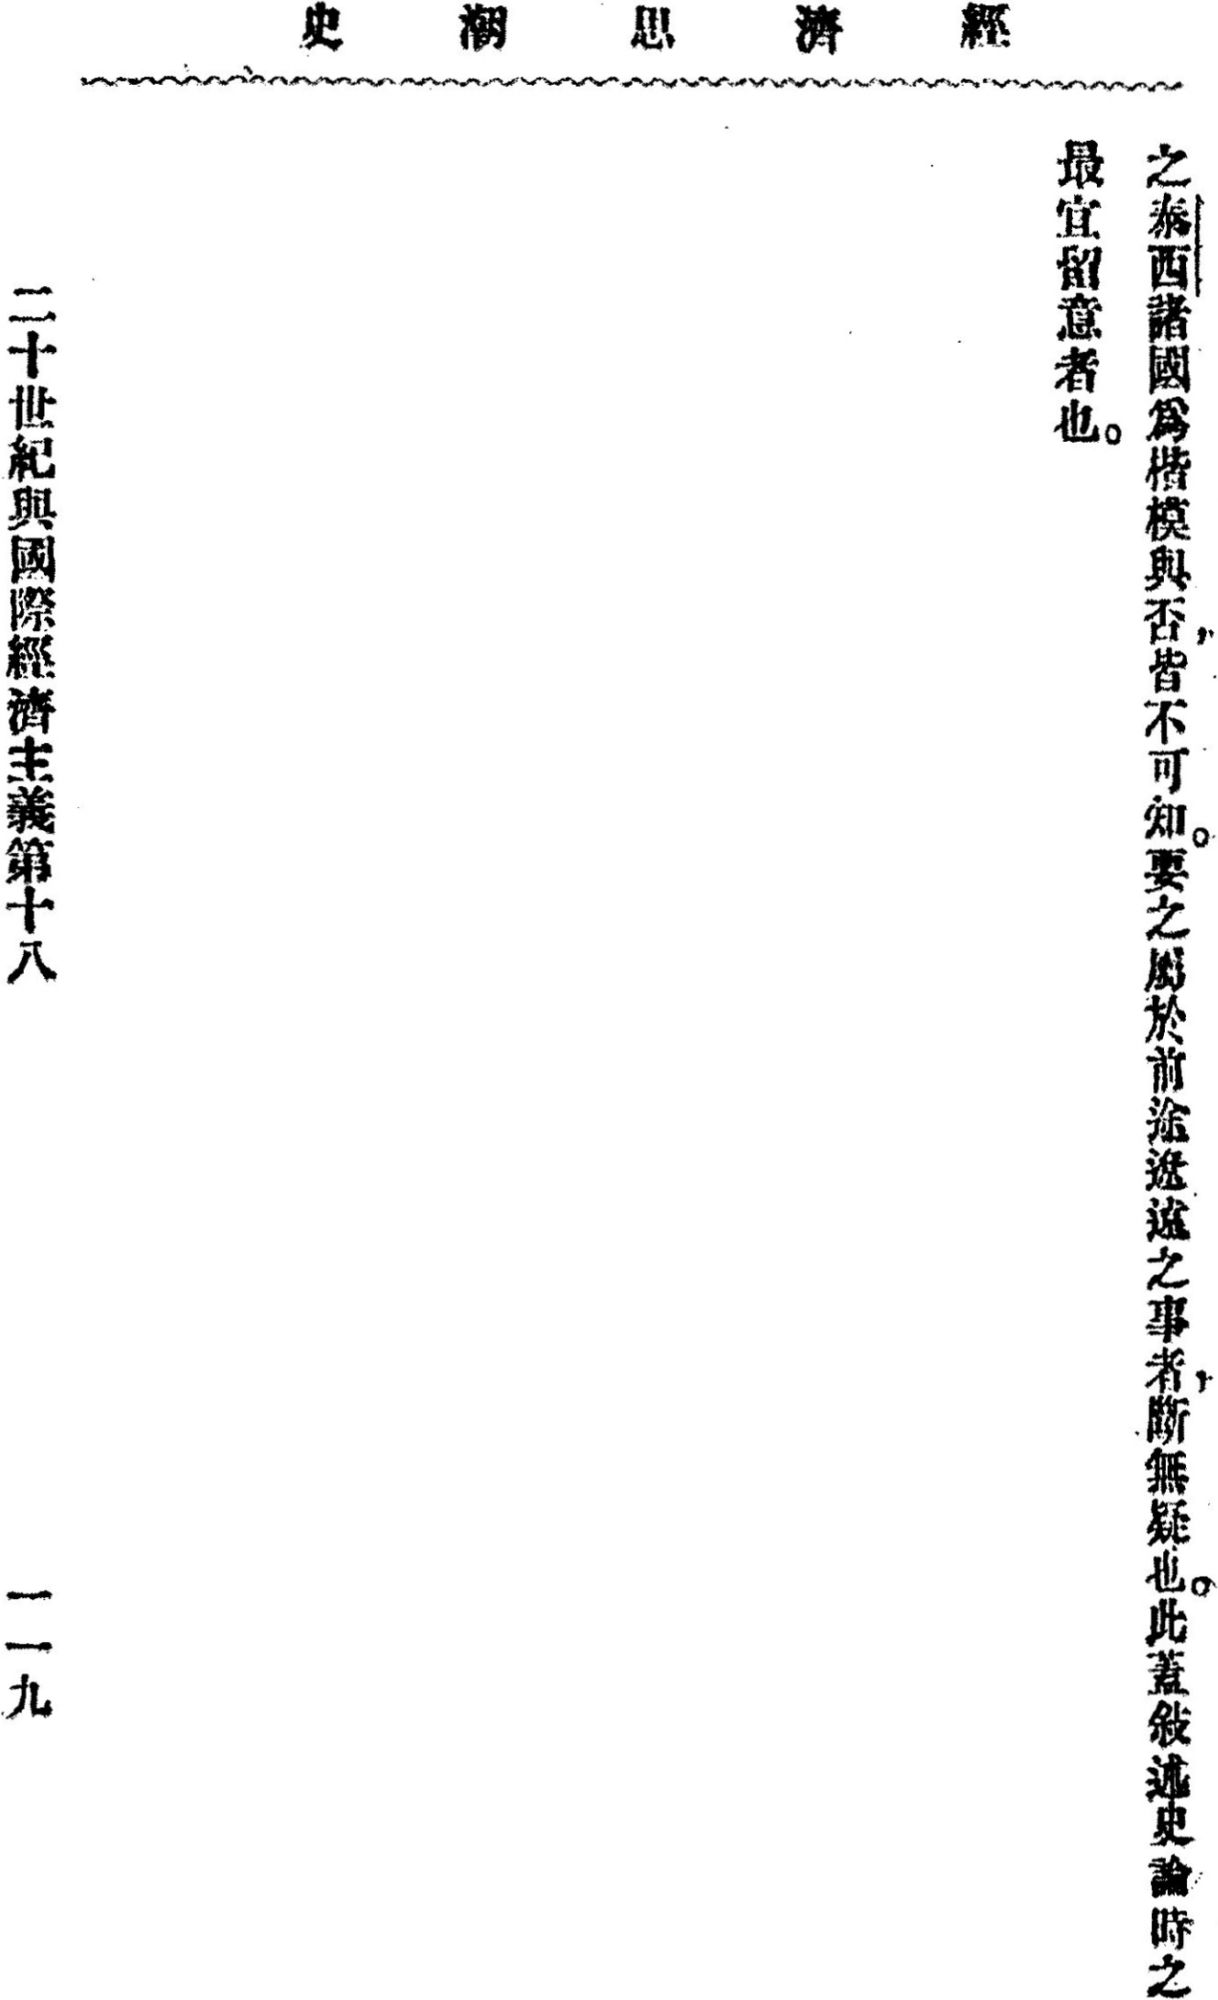 經濟思潮史
之泰西諸國爲楷模與否，皆不可知。要之屬於前途遙遠之事者，斷無疑也。此蓋敍述史論時之
最宜留意者也。
二十世紀與國際經濟主義第十八
一一九